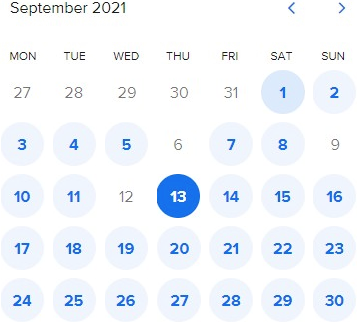 September 2021
MON TUE WED THU FRI SAT SUN
27 28 29 30 31 1 2
3 4 5 6 7 8 9
10 11 12 13 14 15 16
17 18 19 20 21 22 23
24 25 26 27 28 29 30